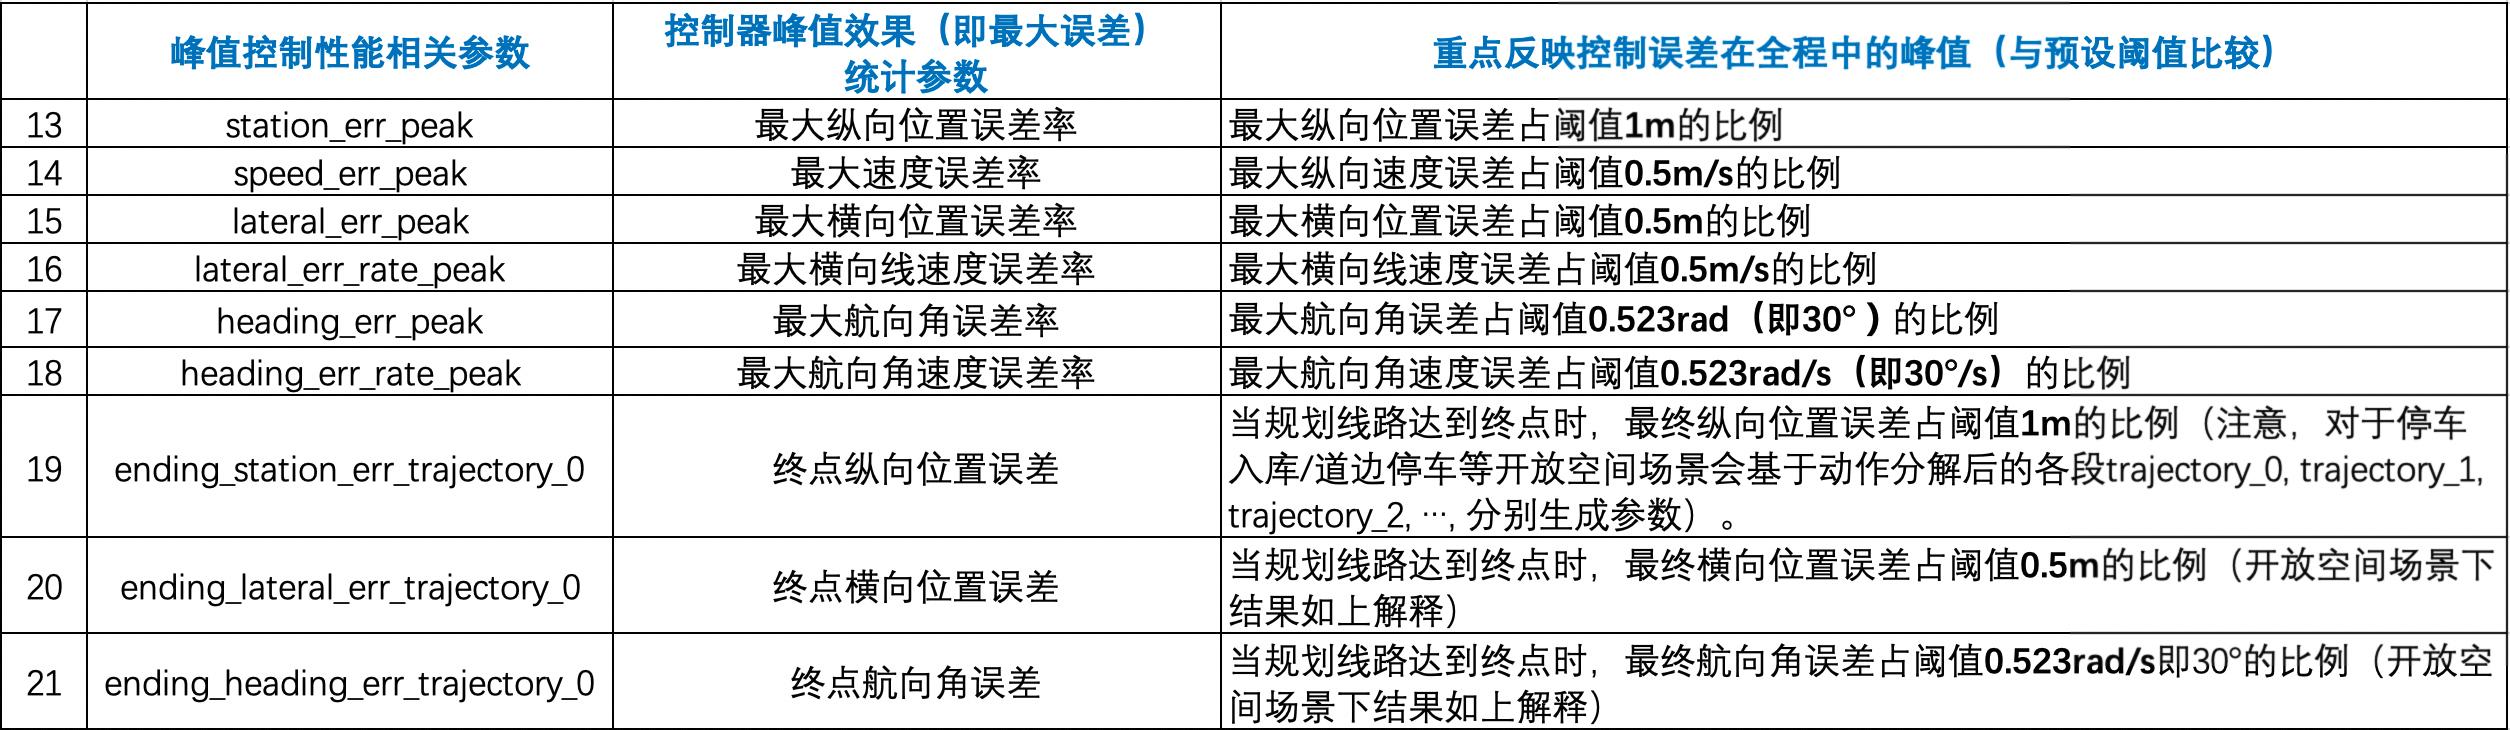 峰值控制性能相关参数
控制器峰值效果（即最大误差）
统计参数
重点反映控制误差在全程中的峰值（与预设阈值比较）
13 station_err_peak 最大纵向位置误差率 最大纵向位置误差占阈值1m的比例
14 speed_err_peak 最大速度误差率 最大纵向速度误差占阈值0.5m/s的比例
15 lateral_err_peak 最大横向位置误差率 最大横向位置误差占阈值0.5m的比例
16 lateral_err_rate_peak 最大横向线速度误差率 最大横向线速度误差占阈值0.5m/s的比例
17 heading_err_peak 最大航向角误差率 最大航向角误差占阈值0.523rad（即30°）的比例
18 heading_err_rate_peak 最大航向角速度误差率 最大航向角速度误差占阈值0.523rad/s（即30°/s）的比例
19 ending_station_err_trajectory_0 终点纵向位置误差
当规划线路达到终点时，最终纵向位置误差占阈值1m的比例（注意，对于停车
入库/道边停车等开放空间场景会基于动作分解后的各段trajectory_0, trajectory_1,
trajectory_2, ···, 分别生成参数）。
20 ending_lateral_err_trajectory_0 终点横向位置误差
当规划线路达到终点时，最终横向位置误差占阈值0.5m的比例（开放空间场景下
结果如上解释）
21 ending_heading_err_trajectory_0 终点航向角误差
当规划线路达到终点时，最终航向角误差占阈值0.523rad/s即30°的比例（开放空
间场景下结果如上解释）